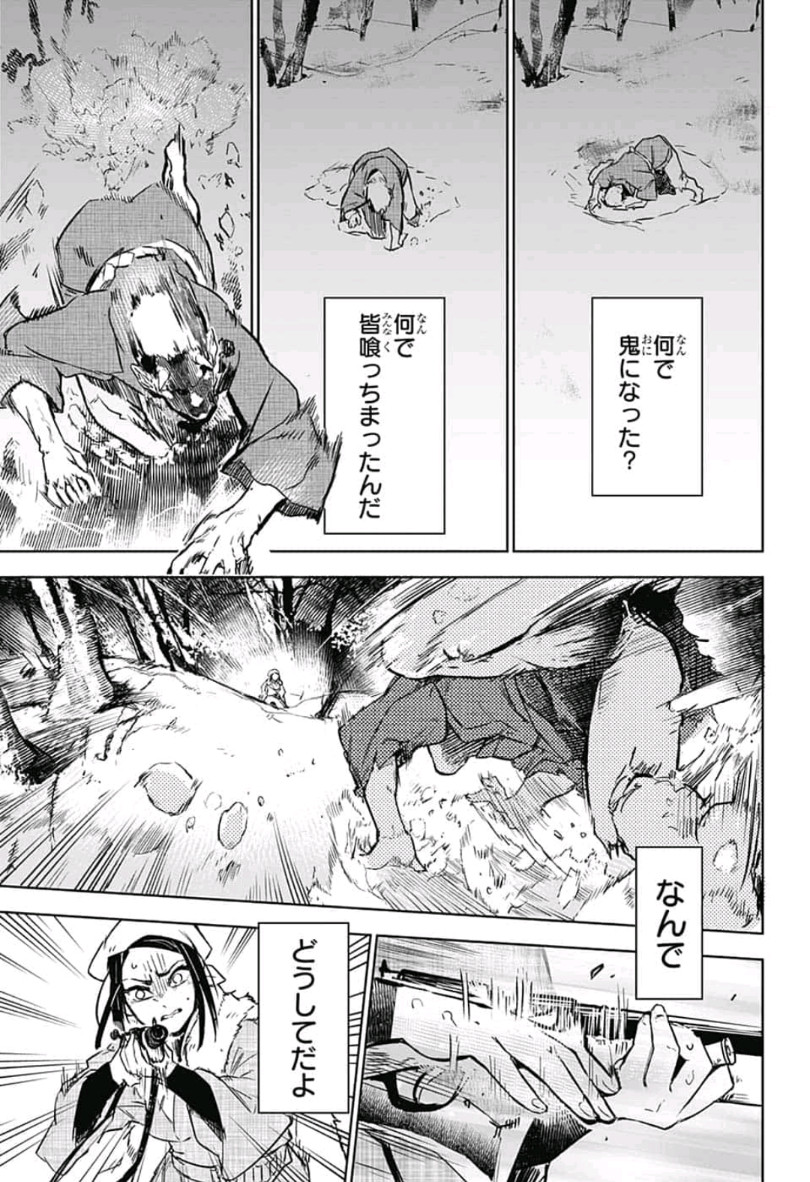 何で
鬼になった？
何で
皆喰っちまったんだ
なんで
どうしてだよ